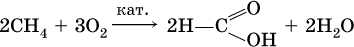 2CH₄ + 3O₂ —кат.→ 2H—C(=O)—OH + 2H₂O